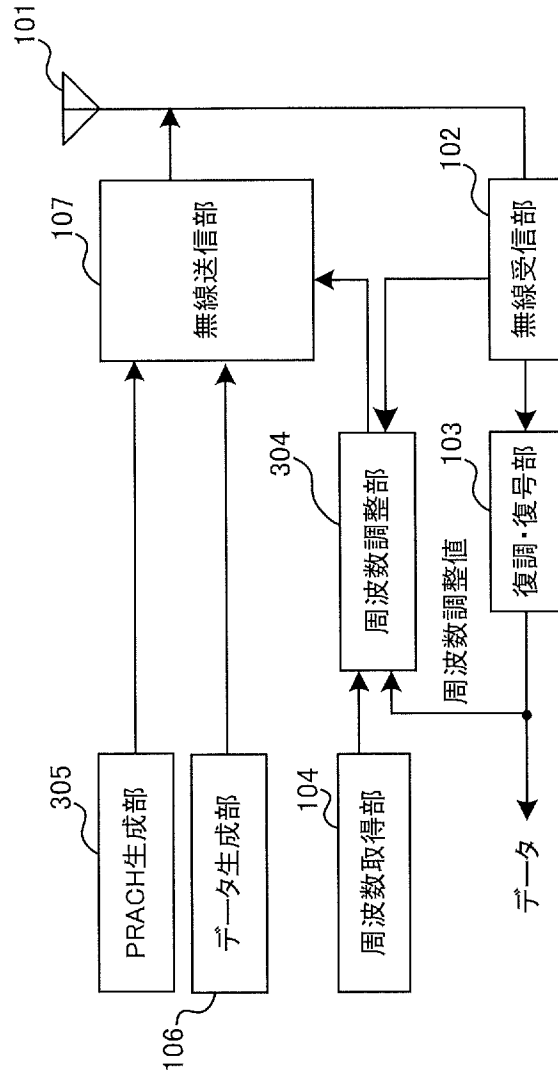 101
107
無線送信部
102
無線受信部
304
周波数調整部
103
復調・復号部
周波数調整値
305
PRACH生成部
データ生成部
106
104
周波数取得部
データ